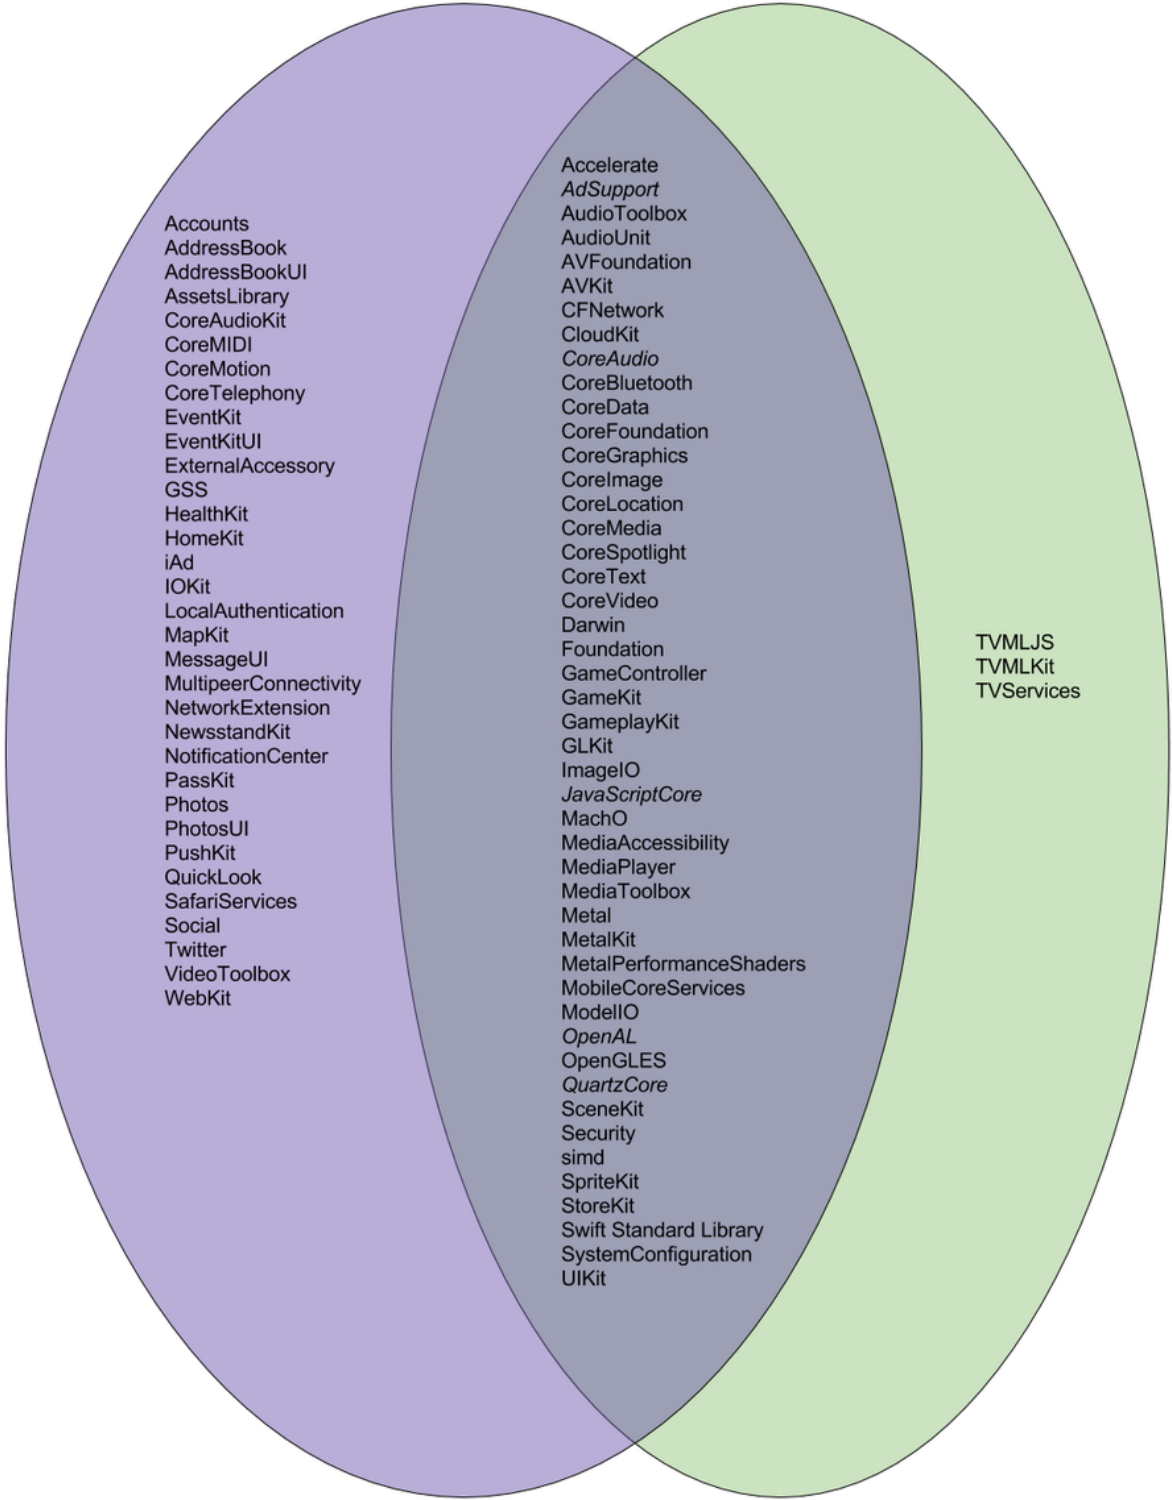 Accounts
AddressBook
AddressBookUI
AssetsLibrary
CoreAudioKit
CoreMIDI
CoreMotion
CoreTelephony
EventKit
EventKitUI
ExternalAccessory
GSS
HealthKit
HomeKit
iAd
IOKit
LocalAuthentication
MapKit
MessageUI
MultipeerConnectivity
NetworkExtension
NewsstandKit
NotificationCenter
PassKit
Photos
PhotosUI
PushKit
QuickLook
SafariServices
Social
Twitter
VideoToolbox
WebKit
Accelerate
AdSupport
AudioToolbox
AudioUnit
AVFoundation
AVKit
CFNetwork
CloudKit
CoreAudio
CoreBluetooth
CoreData
CoreFoundation
CoreGraphics
CoreImage
CoreLocation
CoreMedia
CoreSpotlight
CoreText
CoreVideo
Darwin
Foundation
GameController
GameKit
GameplayKit
GLKit
ImageIO
JavaScriptCore
MachO
MediaAccessibility
MediaPlayer
MediaToolbox
Metal
MetalKit
MetalPerformanceShaders
MobileCoreServices
ModelIO
OpenAL
OpenGLES
QuartzCore
SceneKit
Security
simd
SpriteKit
StoreKit
Swift Standard Library
SystemConfiguration
UIKit
TVMLJS
TVMLKit
TVServices